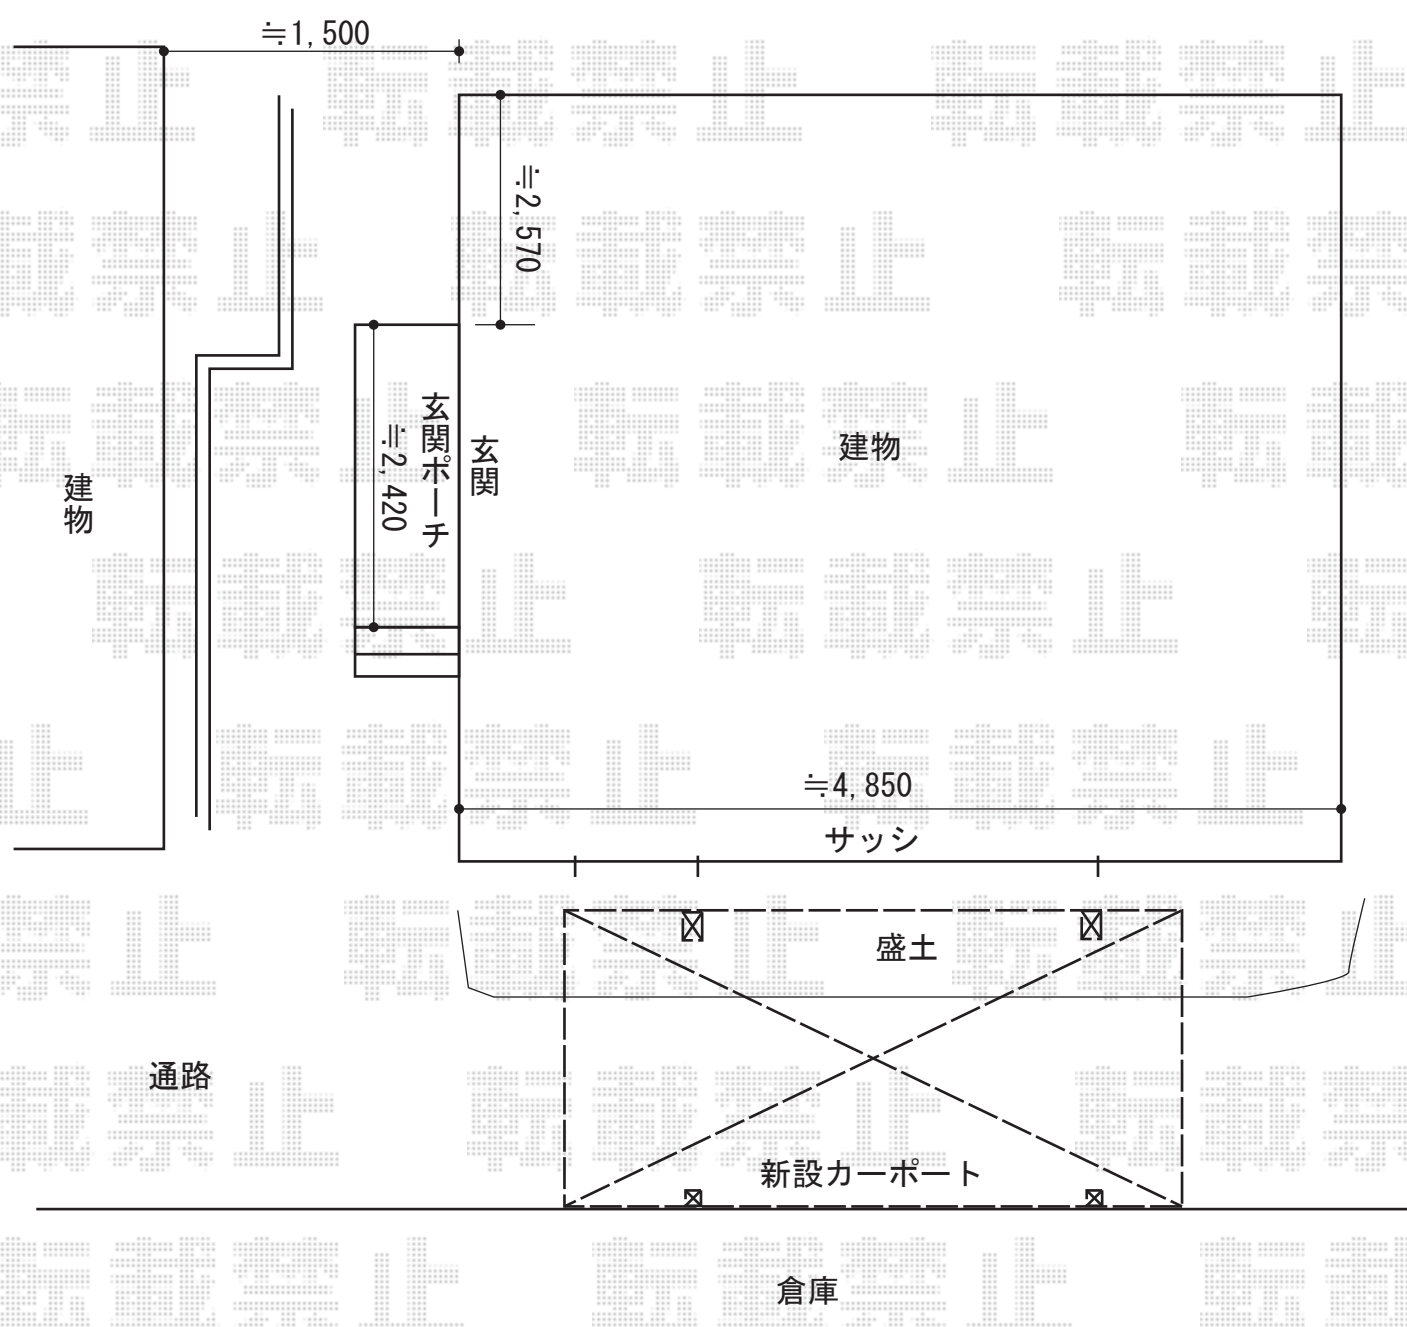 ≒1,500
≒2,570
玄関ポーチ
≒2,420
玄関
建物
建物
≒4,850
サッシ
盛土
通路
新設カーポート
倉庫
転載禁止